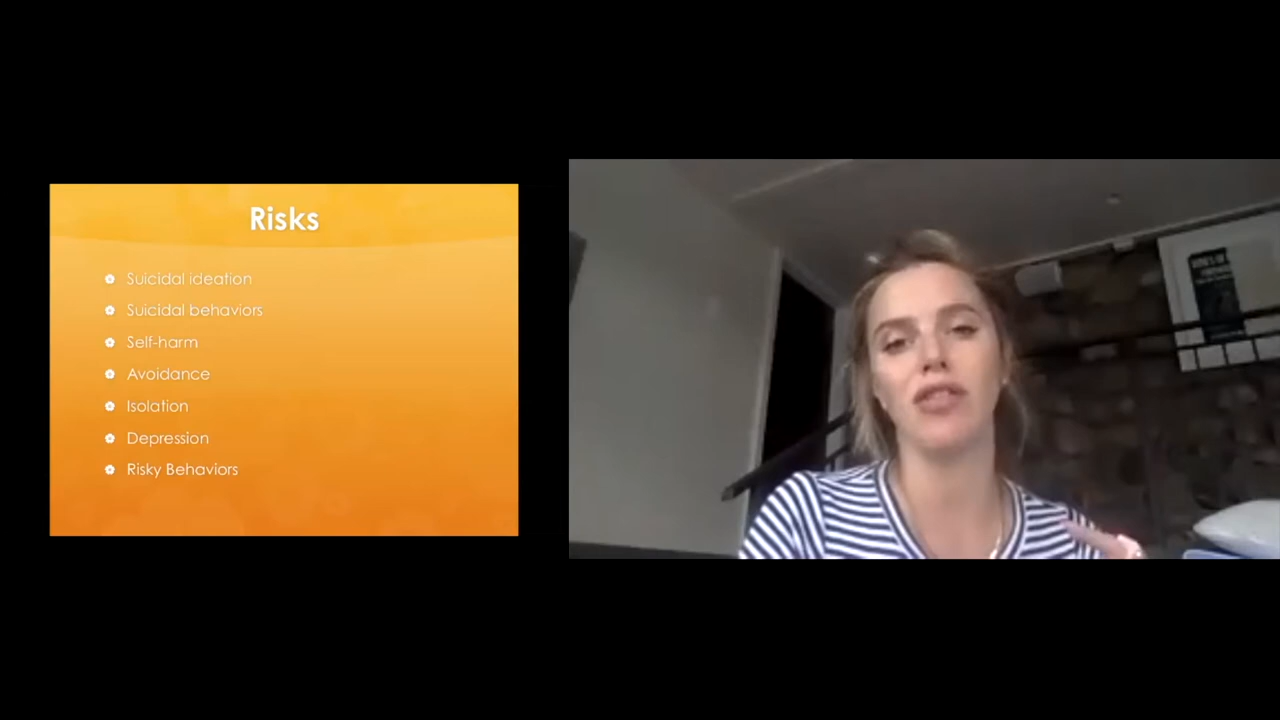 Risks
Suicidal ideation
Suicidal behaviors
Self-harm
Avoidance
Isolation
Depression
Risky Behaviors